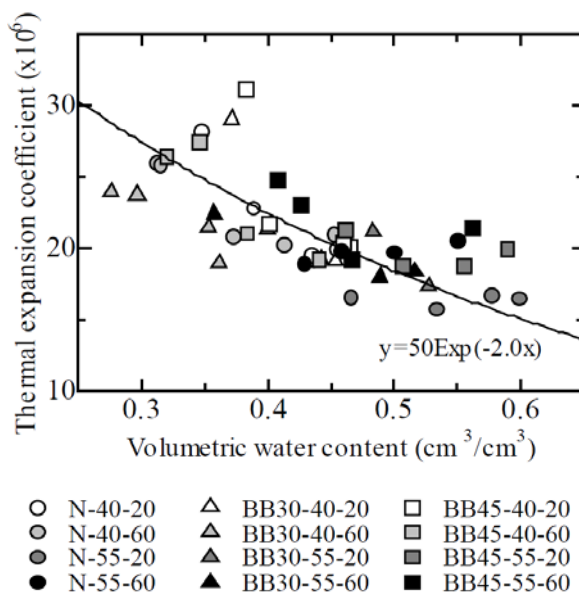 Thermal expansion coefficient (x10⁶)
30
20
10
y=50Exp(-2.0x)
0.3 0.4 0.5 0.6
Volumetric water content (cm³/cm³)
N-40-20 BB30-40-20 BB45-40-20
N-40-60 BB30-40-60 BB45-40-60
N-55-20 BB30-55-20 BB45-55-20
N-55-60 BB30-55-60 BB45-55-60